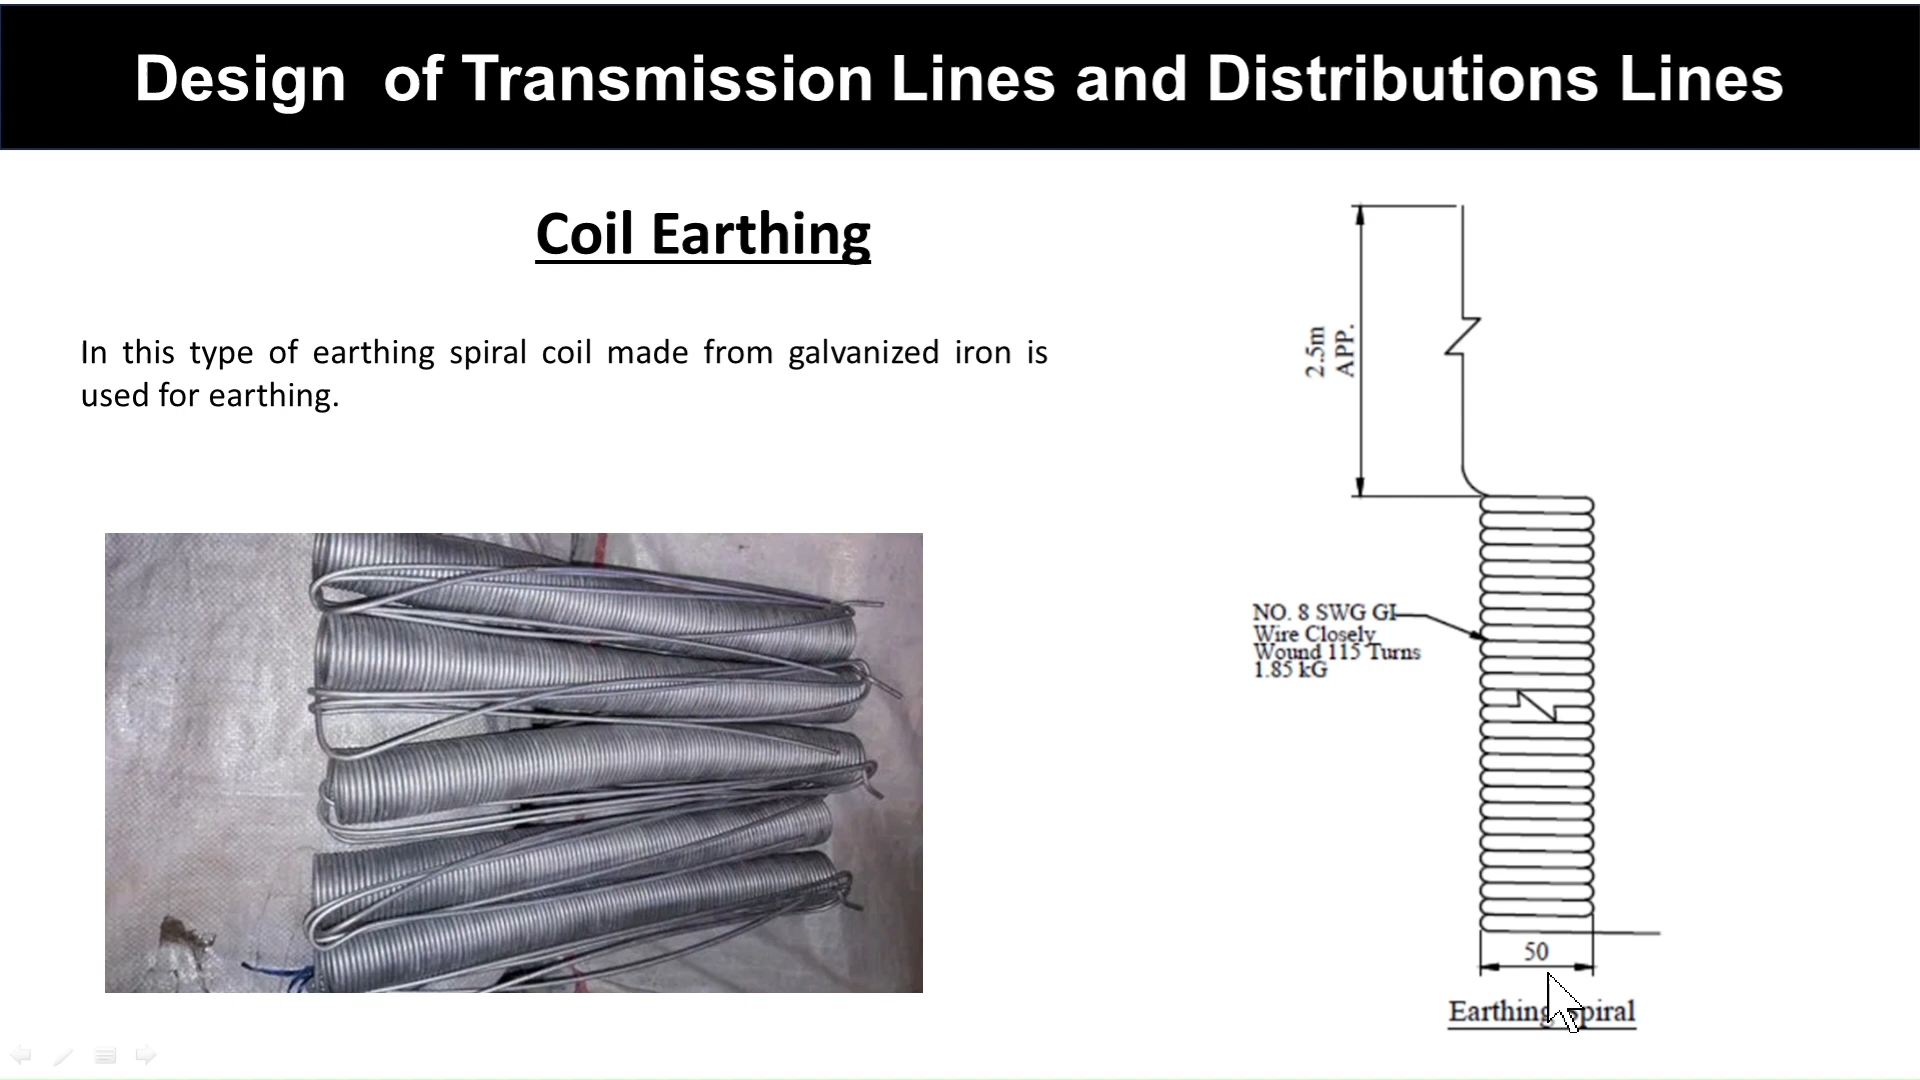 Design of Transmission Lines and Distributions Lines
Coil Earthing
In this type of earthing spiral coil made from galvanized iron is
used for earthing.
2.5m
APP.
NO. 8 SWG GI
Wire Closely
Wound 115 Turns
1.85 kG
50
Earthing Spiral